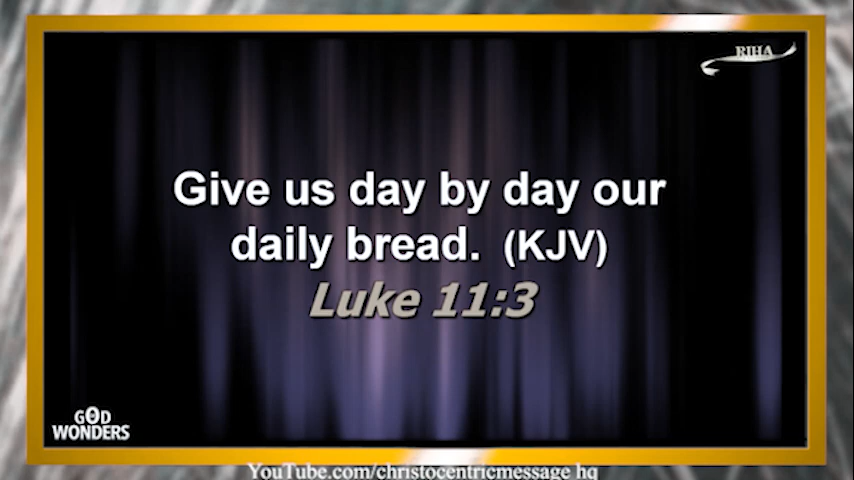 RIHA
Give us day by day our
daily bread. (KJV)
Luke 11:3
GOD
WONDERS
YouTube.com/christocentricmessage hq